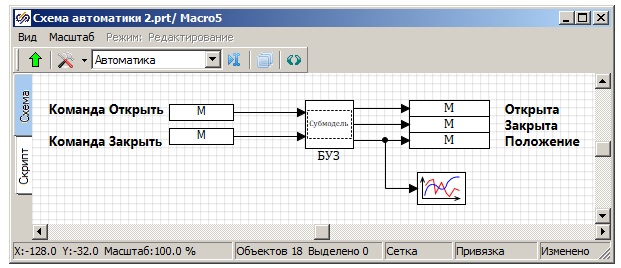 Схема автоматики 2.prt/ Macro5
Вид Масштаб Режим: Редактирование
Автоматика
Схема
Скрипт
Команда Открыть М М Открыта
Субмодель М Закрыта
Команда Закрыть М М Положение
БУЗ
X:-128.0 Y:-32.0 Масштаб:100.0 % Объектов 18 Выделено 0 Сетка Привязка Изменено